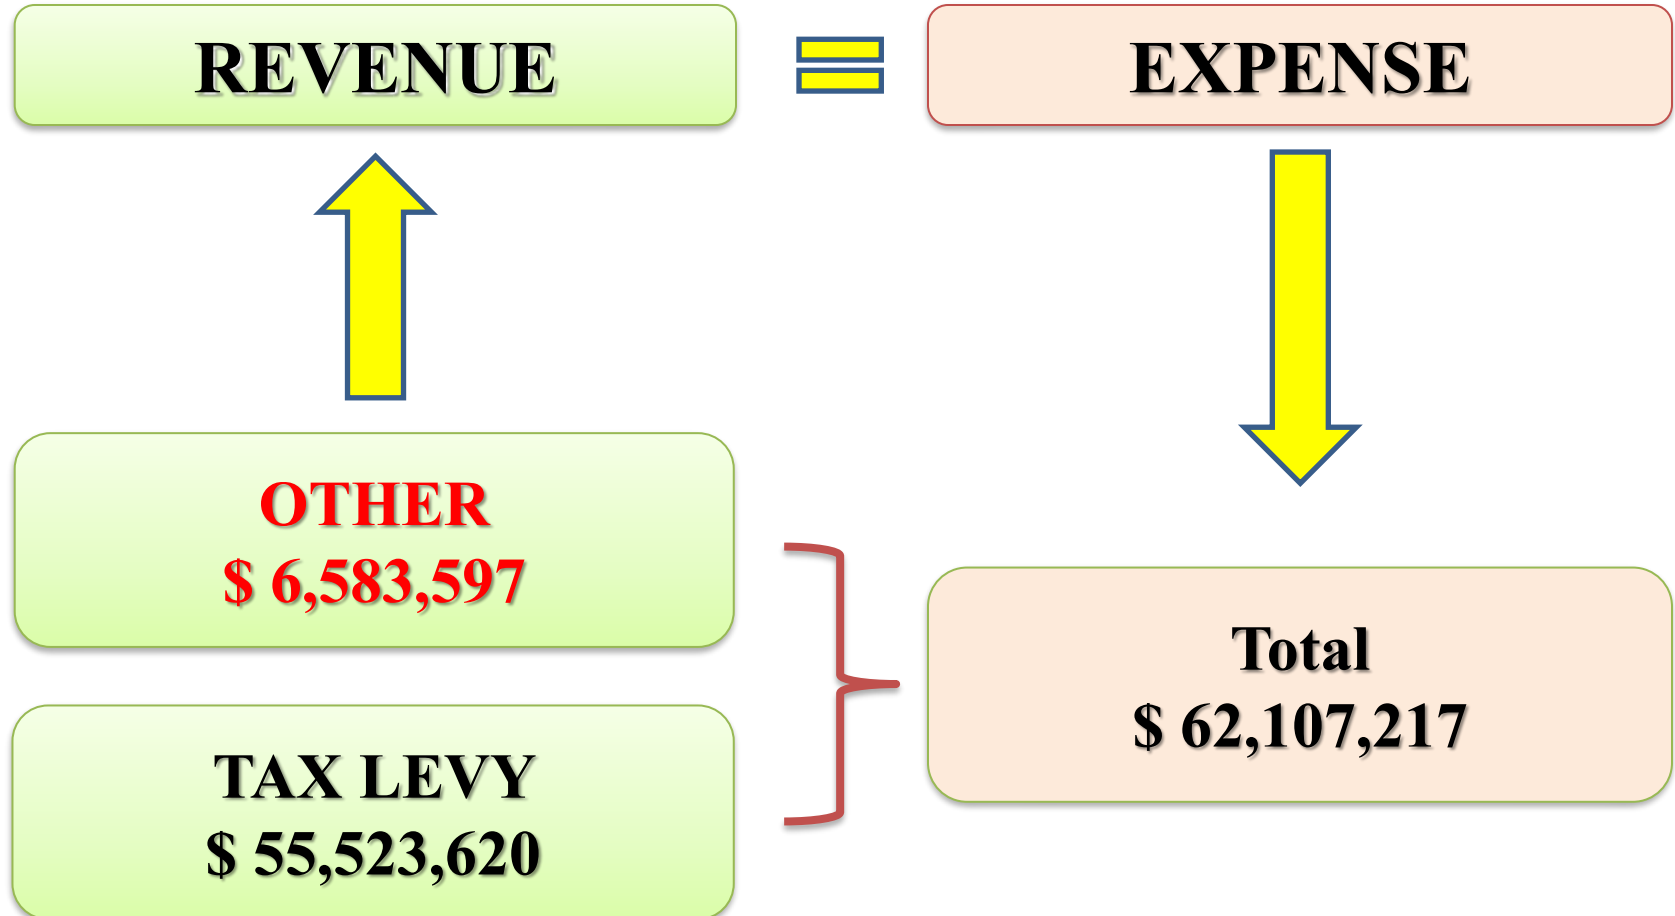 REVENUE
EXPENSE
OTHER
$ 6,583,597
TAX LEVY
$ 55,523,620
Total
$ 62,107,217